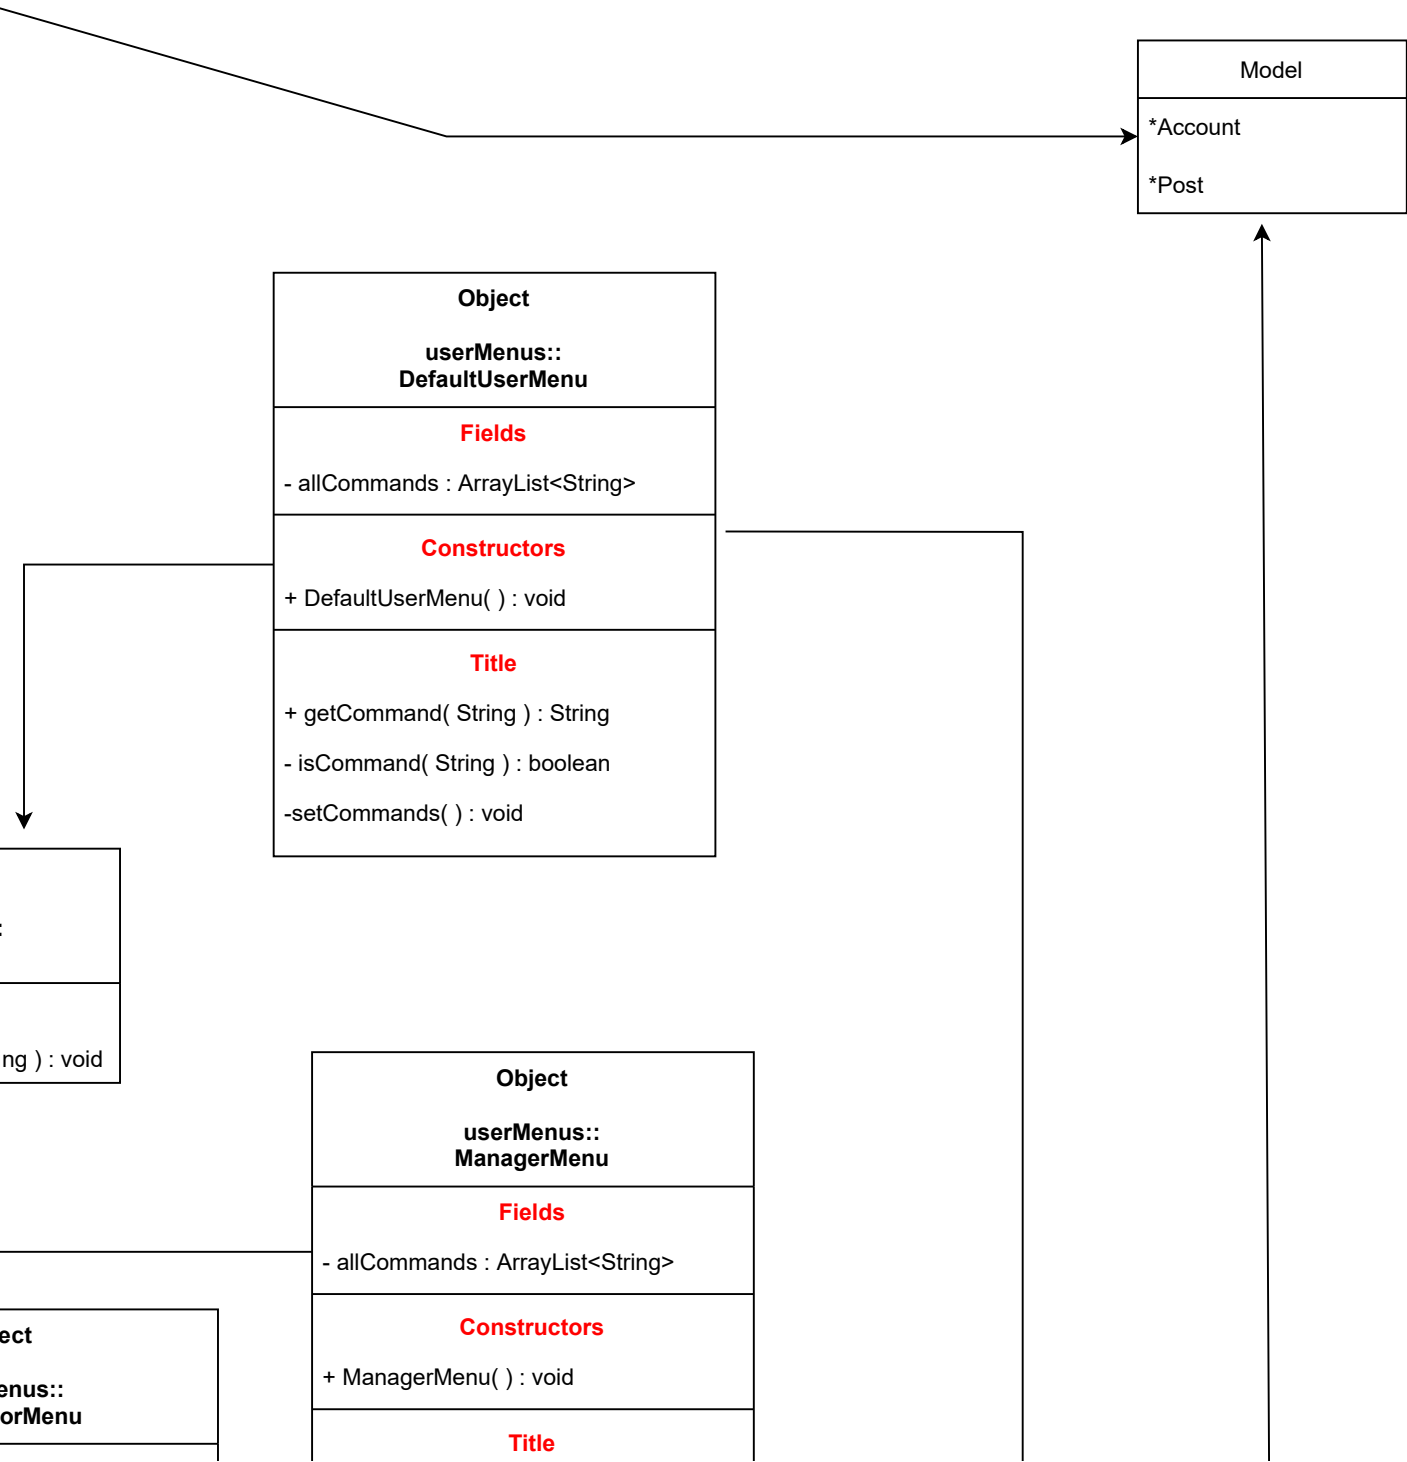 Model
*Account
*Post
Object
userMenus::
DefaultUserMenu
Fields
- allCommands : ArrayList<String>
Constructors
+ DefaultUserMenu( ) : void
Title
+ getCommand( String ) : String
- isCommand( String ) : boolean
-setCommands( ) : void
:
ng ) : void
Object
userMenus::
ManagerMenu
Fields
- allCommands : ArrayList<String>
Constructors
+ ManagerMenu( ) : void
Title
ect
enus::
orMenu